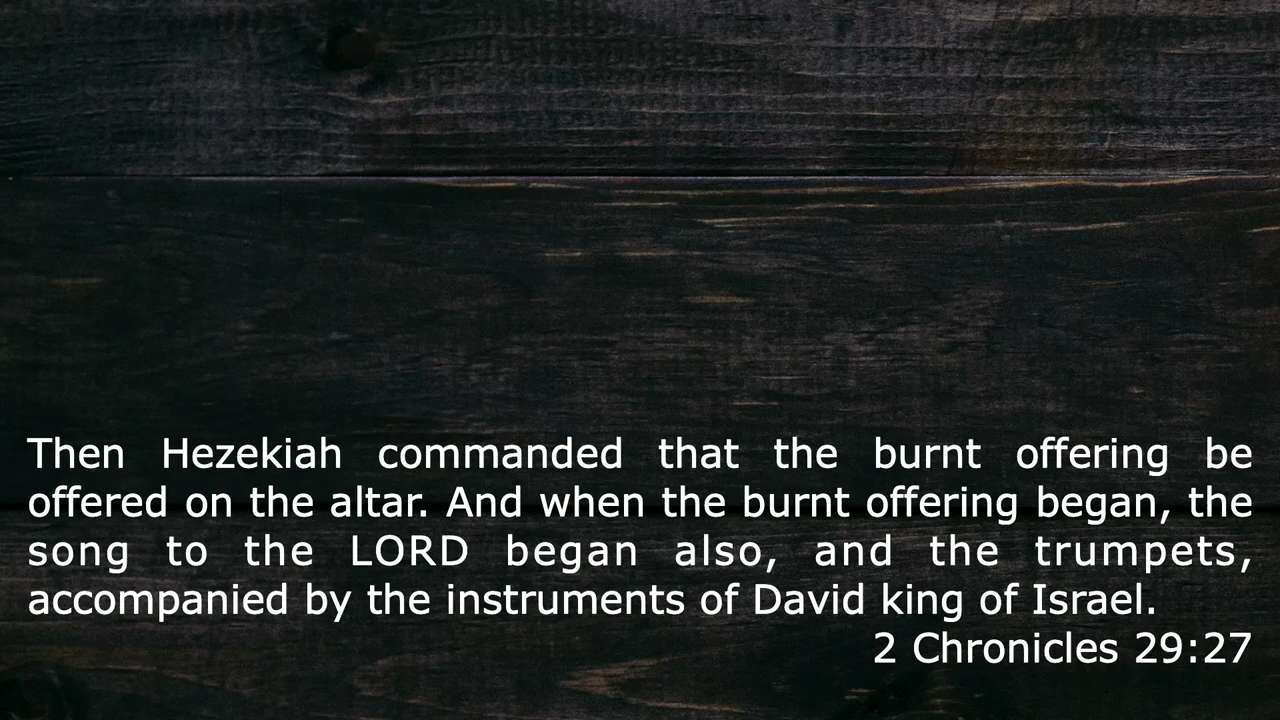 Then Hezekiah commanded that the burnt offering be
offered on the altar. And when the burnt offering began, the
song to the LORD began also, and the trumpets,
accompanied by the instruments of David king of Israel.
2 Chronicles 29:27